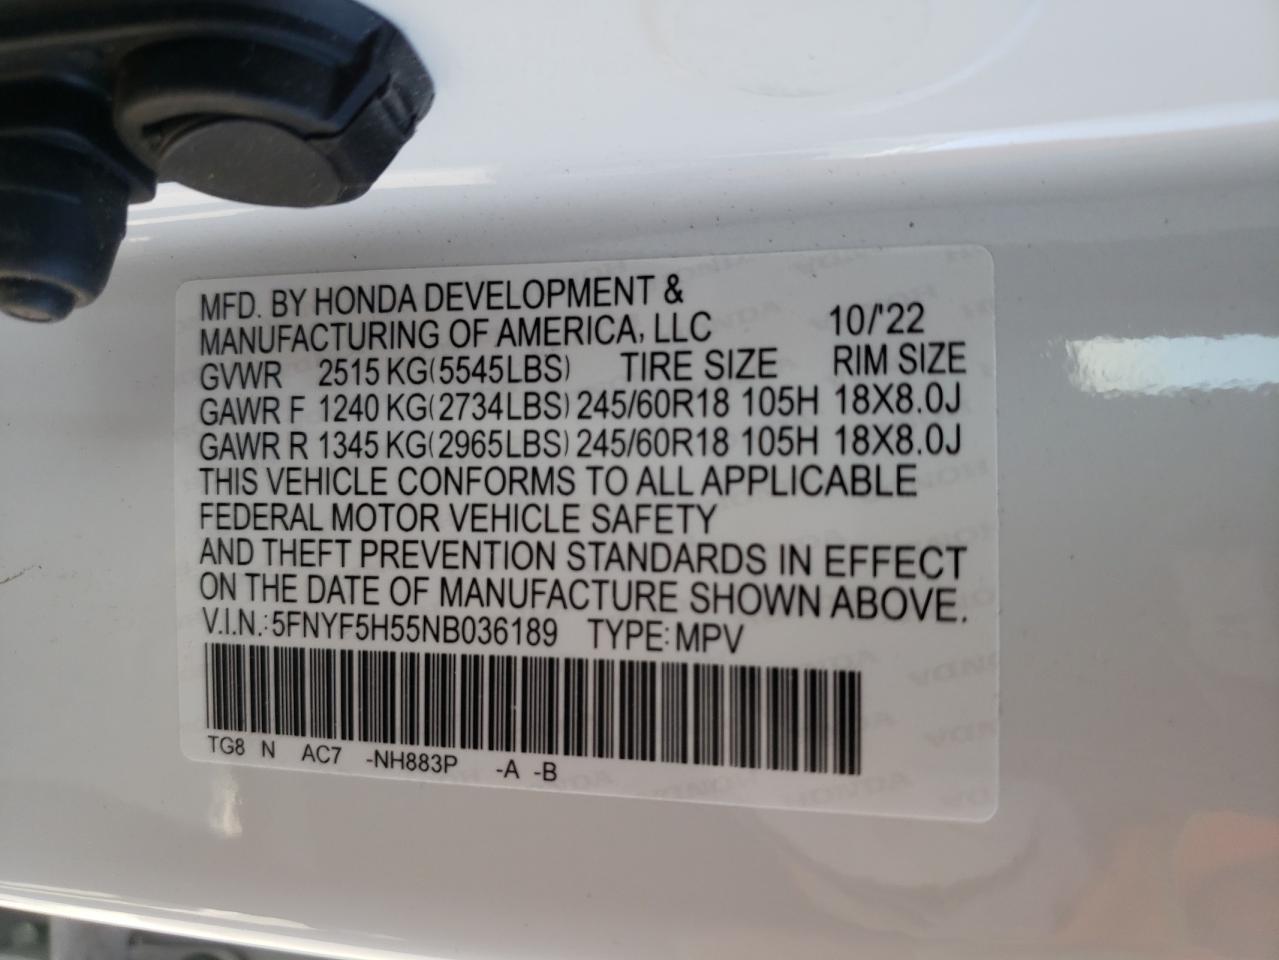 MFD. BY HONDA DEVELOPMENT &
MANUFACTURING OF AMERICA, LLC 10/'22
GVWR 2515 KG(5545LBS) TIRE SIZE RIM SIZE
GAWR F 1240 KG(2734LBS) 245/60R18 105H 18X8.0J
GAWR R 1345 KG(2965LBS) 245/60R18 105H 18X8.0J
THIS VEHICLE CONFORMS TO ALL APPLICABLE
FEDERAL MOTOR VEHICLE SAFETY
AND THEFT PREVENTION STANDARDS IN EFFECT
ON THE DATE OF MANUFACTURE SHOWN ABOVE.
V.I.N.: 5FNYF5H55NB036189 TYPE: MPV
TG8 N AC7 -NH883P -A -B